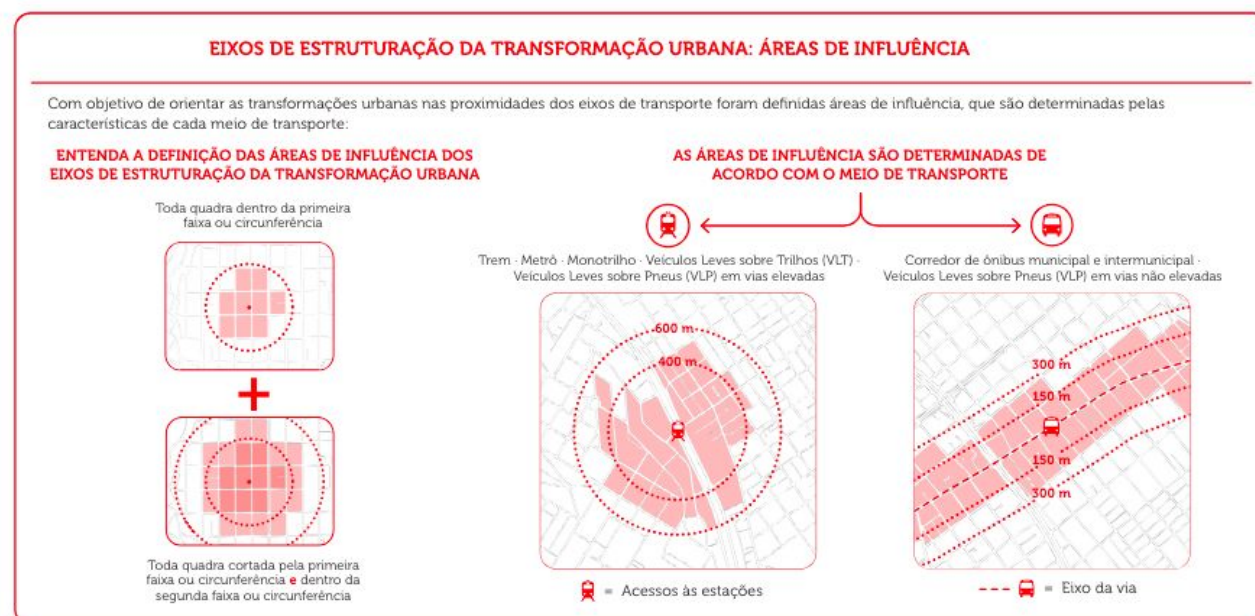 EIXOS DE ESTRUTURAÇÃO DA TRANSFORMAÇÃO URBANA: ÁREAS DE INFLUÊNCIA
Com objetivo de orientar as transformações urbanas nas proximidades dos eixos de transporte foram definidas áreas de influência, que são determinadas pelas
características de cada meio de transporte:
ENTENDA A DEFINIÇÃO DAS ÁREAS DE INFLUÊNCIA DOS
EIXOS DE ESTRUTURAÇÃO DA TRANSFORMAÇÃO URBANA
Toda quadra dentro da primeira
faixa ou circunferência
+
Toda quadra cortada pela primeira
faixa ou circunferência e dentro da
segunda faixa ou circunferência
AS ÁREAS DE INFLUÊNCIA SÃO DETERMINADAS DE
ACORDO COM O MEIO DE TRANSPORTE
Trem · Metrô · Monotrilho · Veículos Leves sobre Trilhos (VLT) ·
Veículos Leves sobre Pneus (VLP) em vias elevadas
600 m
400 m
= Acessos às estações
Corredor de ônibus municipal e intermunicipal ·
Veículos Leves sobre Pneus (VLP) em vias não elevadas
300 m
150 m
150 m
300 m
= Eixo da via